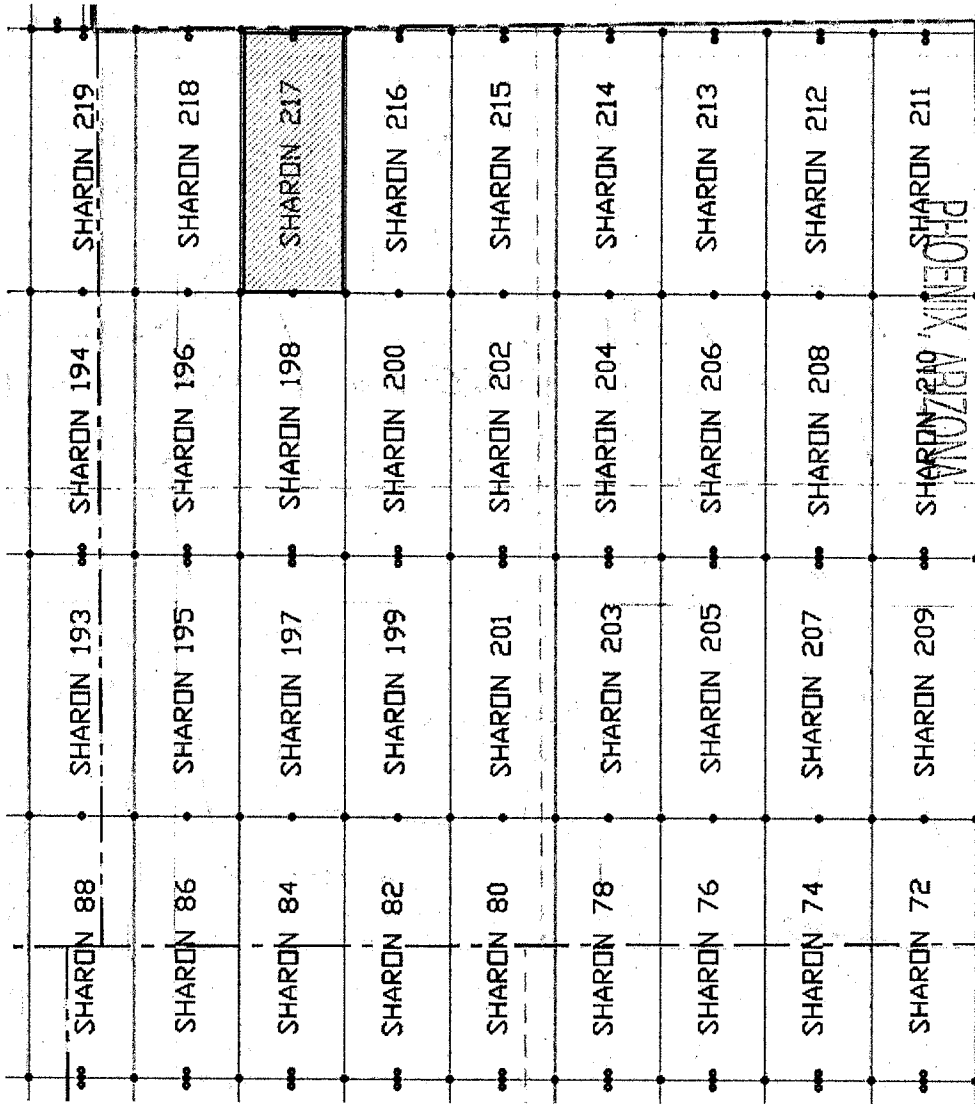 SHARON 219
SHARON 218
SHARON 217
SHARON 216
SHARON 215
SHARON 214
SHARON 213
SHARON 212
SHARON 211
SHARON 194
SHARON 196
SHARON 198
SHARON 200
SHARON 202
SHARON 204
SHARON 206
SHARON 208
SHARON 210
SHARON 193
SHARON 195
SHARON 197
SHARON 199
SHARON 201
SHARON 203
SHARON 205
SHARON 207
SHARON 209
SHARON 88
SHARON 86
SHARON 84
SHARON 82
SHARON 80
SHARON 78
SHARON 76
SHARON 74
SHARON 72
PHOENIX, ARIZONA